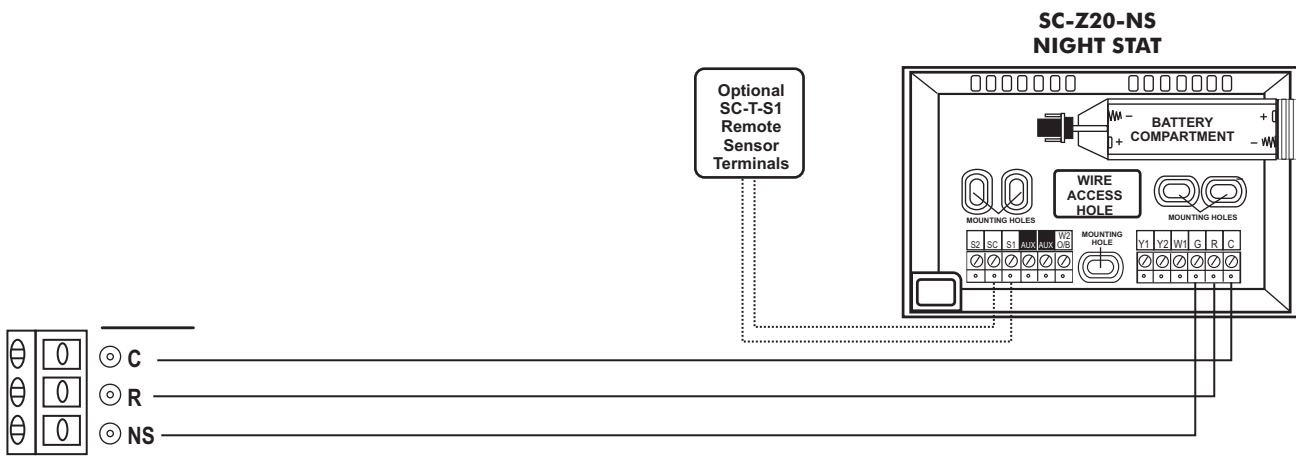 SC-Z20-NS
NIGHT STAT
Optional
SC-T-S1
Remote
Sensor
Terminals
BATTERY
COMPARTMENT
– +
+ –
WIRE
ACCESS
HOLE
MOUNTING HOLES
MOUNTING HOLES
S2 SC S1 AUX AUX W2
O/B
MOUNTING
HOLE
Y1 Y2 W1 G R C
C
R
NS